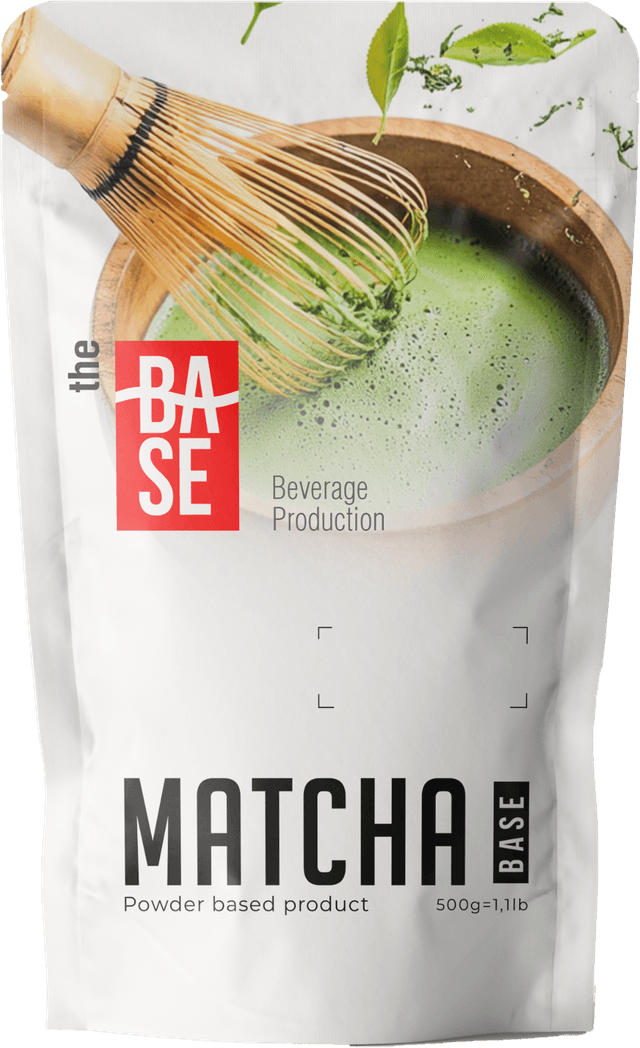 the
BA
SE
Beverage
Production
MATCHA
BASE
Powder based product
500g=1,1lb